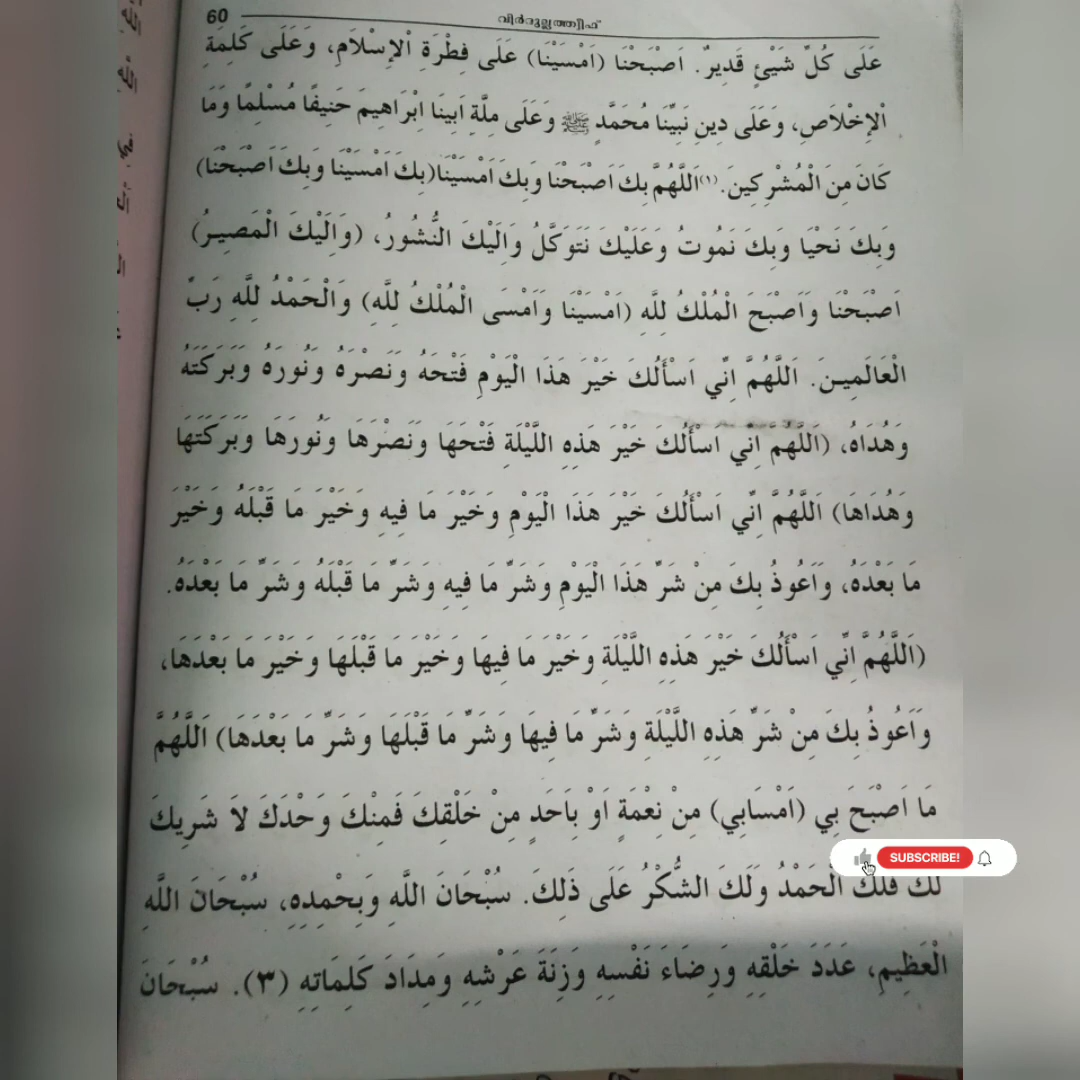 60 വിർദുല്ലത്വീഫ്
عَلَى كُلِّ شَيْئٍ قَدِيرٌ. اَصْبَحْنَا (اَمْسَيْنَا) عَلَى فِطْرَةِ الْإِسْلَامِ، وَعَلَى كَلِمَةِ
الْإِخْلَاصِ، وَعَلَى دِينِ نَبِيِّنَا مُحَمَّدٍ ﷺ وَعَلَى مِلَّةِ اَبِينَا اِبْرَاهِيمَ حَنِيفًا مُسْلِمًا وَمَا
كَانَ مِنَ الْمُشْرِكِينَ.(١) اَللَّهُمَّ بِكَ اَصْبَحْنَا وَبِكَ اَمْسَيْنَا(بِكَ اَمْسَيْنَا وَبِكَ اَصْبَحْنَا)
وَبِكَ نَحْيَا وَبِكَ نَمُوتُ وَعَلَيْكَ نَتَوَكَّلُ وَاِلَيْكَ النُّشُورُ، (وَاِلَيْكَ الْمَصِيرُ)
اَصْبَحْنَا وَاَصْبَحَ الْمُلْكُ لِلَّهِ (اَمْسَيْنَا وَاَمْسَى الْمُلْكُ لِلَّهِ) وَالْحَمْدُ لِلَّهِ رَبِّ
الْعَالَمِينَ. اَللَّهُمَّ اِنِّي اَسْأَلُكَ خَيْرَ هَذَا الْيَوْمِ فَتْحَهُ وَنَصْرَهُ وَنُورَهُ وَبَرَكَتَهُ
وَهُدَاهُ، (اَللَّهُمَّ اِنِّي اَسْأَلُكَ خَيْرَ هَذِهِ اللَّيْلَةِ فَتْحَهَا وَنَصْرَهَا وَنُورَهَا وَبَرَكَتَهَا
وَهُدَاهَا) اَللَّهُمَّ اِنِّي اَسْأَلُكَ خَيْرَ هَذَا الْيَوْمِ وَخَيْرَ مَا فِيهِ وَخَيْرَ مَا قَبْلَهُ وَخَيْرَ
مَا بَعْدَهُ، وَاَعُوذُ بِكَ مِنْ شَرِّ هَذَا الْيَوْمِ وَشَرِّ مَا فِيهِ وَشَرِّ مَا قَبْلَهُ وَشَرِّ مَا بَعْدَهُ.
(اَللَّهُمَّ اِنِّي اَسْأَلُكَ خَيْرَ هَذِهِ اللَّيْلَةِ وَخَيْرَ مَا فِيهَا وَخَيْرَ مَا قَبْلَهَا وَخَيْرَ مَا بَعْدَهَا،
وَاَعُوذُ بِكَ مِنْ شَرِّ هَذِهِ اللَّيْلَةِ وَشَرِّ مَا فِيهَا وَشَرِّ مَا قَبْلَهَا وَشَرِّ مَا بَعْدَهَا) اَللَّهُمَّ
مَا اَصْبَحَ بِي (اَمْسَابِي) مِنْ نِعْمَةٍ اَوْ بِاَحَدٍ مِنْ خَلْقِكَ فَمِنْكَ وَحْدَكَ لَا شَرِيكَ
لَكَ فَلَكَ الْحَمْدُ وَلَكَ الشُّكْرُ عَلَى ذَلِكَ. سُبْحَانَ اللَّهِ وَبِحَمْدِهِ، سُبْحَانَ اللَّهِ
الْعَظِيمِ، عَدَدَ خَلْقِهِ وَرِضَاءَ نَفْسِهِ وَزِنَةَ عَرْشِهِ وَمِدَادَ كَلِمَاتِهِ (٣). سُبْحَانَ
SUBSCRIBE!